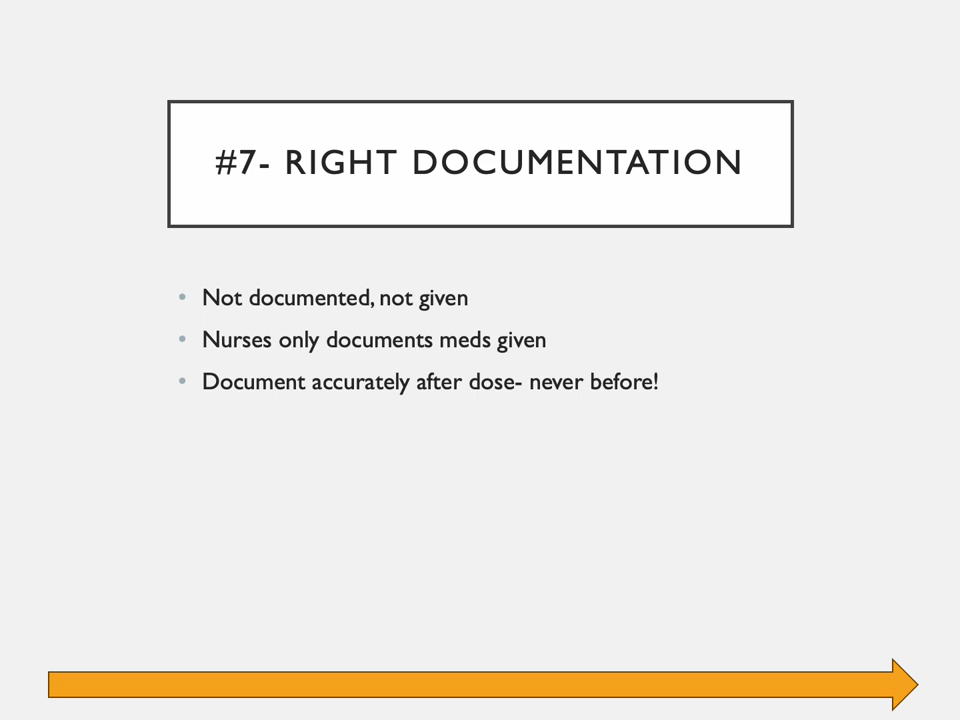 #7- RIGHT DOCUMENTATION
• Not documented, not given
• Nurses only documents meds given
• Document accurately after dose- never before!